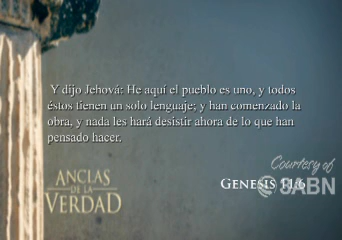 Y dijo Jehová: He aquí el pueblo es uno, y todos
éstos tienen un solo lenguaje; y han comenzado la
obra, y nada les hará desistir ahora de lo que han
pensado hacer.
Courtesy of
GENESIS 11:6
3ABN
ANCLAS
DE LA
VERDAD